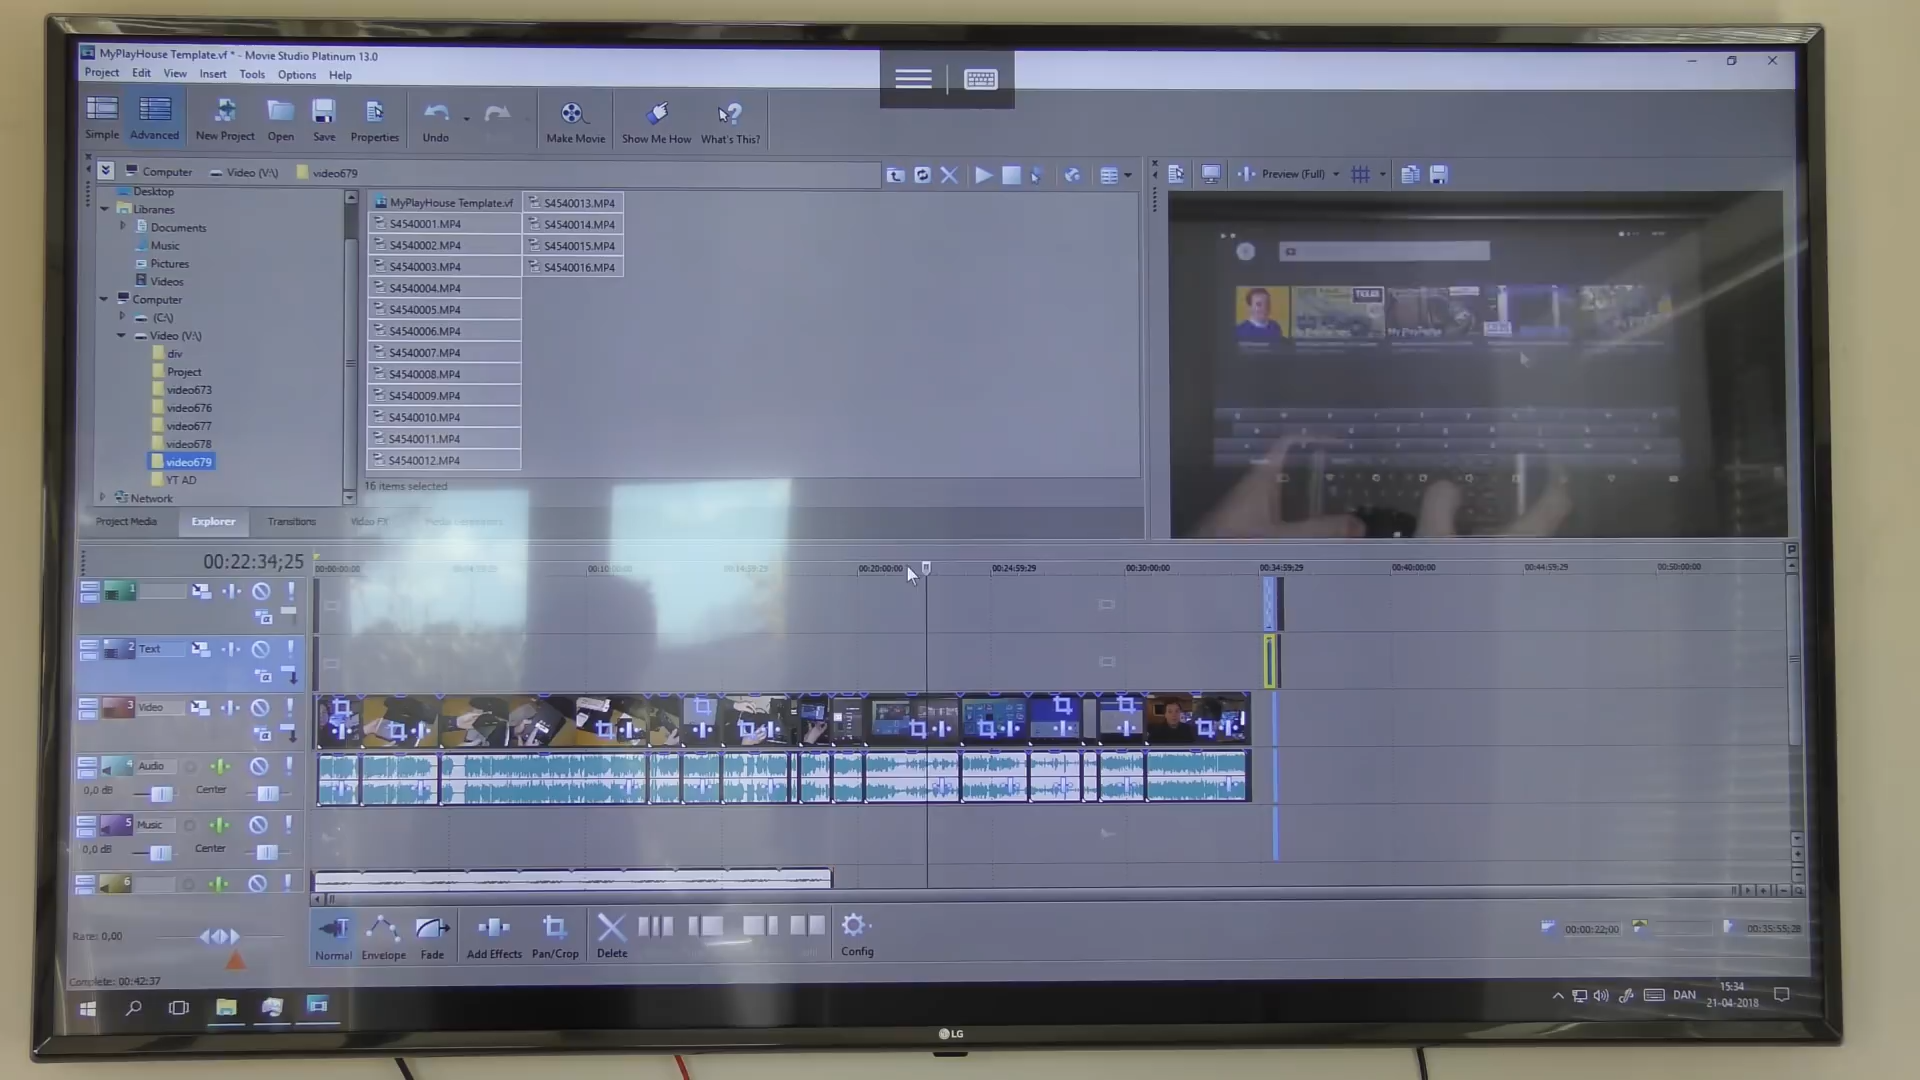 MyPlayHouse Template.vf * - Movie Studio Platinum 13.0
Project Edit View Insert Tools Options Help
Simple Advanced New Project Open Save Properties Undo Make Movie Show Me How What's This?
Computer Video (V:\) video679
Preview (Full)
Desktop
Libraries
Documents
Music
Pictures
Videos
Computer
(C:\)
Video (V:\)
div
Project
video673
video676
video677
video678
video679
YT AD
Network
MyPlayHouse Template.vf
S4540001.MP4
S4540002.MP4
S4540003.MP4
S4540004.MP4
S4540005.MP4
S4540006.MP4
S4540007.MP4
S4540008.MP4
S4540009.MP4
S4540010.MP4
S4540011.MP4
S4540012.MP4
S4540013.MP4
S4540014.MP4
S4540015.MP4
S4540016.MP4
16 items selected
Project Media Explorer Transitions Video FX Media Generators
00:22:34;25
00:00:00;00 00:04:59;29 00:10:00;00 00:14:59;29 00:20:00;00 00:24:59;29 00:30:00;00 00:34:59;29 00:40:00;00 00:44:59;29 00:50:00;00
1
2 Text
3 Video
4 Audio
0,0 dB Center
5 Music
0,0 dB Center
6
Rate: 0,00
Normal Envelope Fade Add Effects Pan/Crop Delete Config
00:00:22;00 00:35:55;28
Complete: 00:42:37
DAN
15:34
21-04-2018
LG